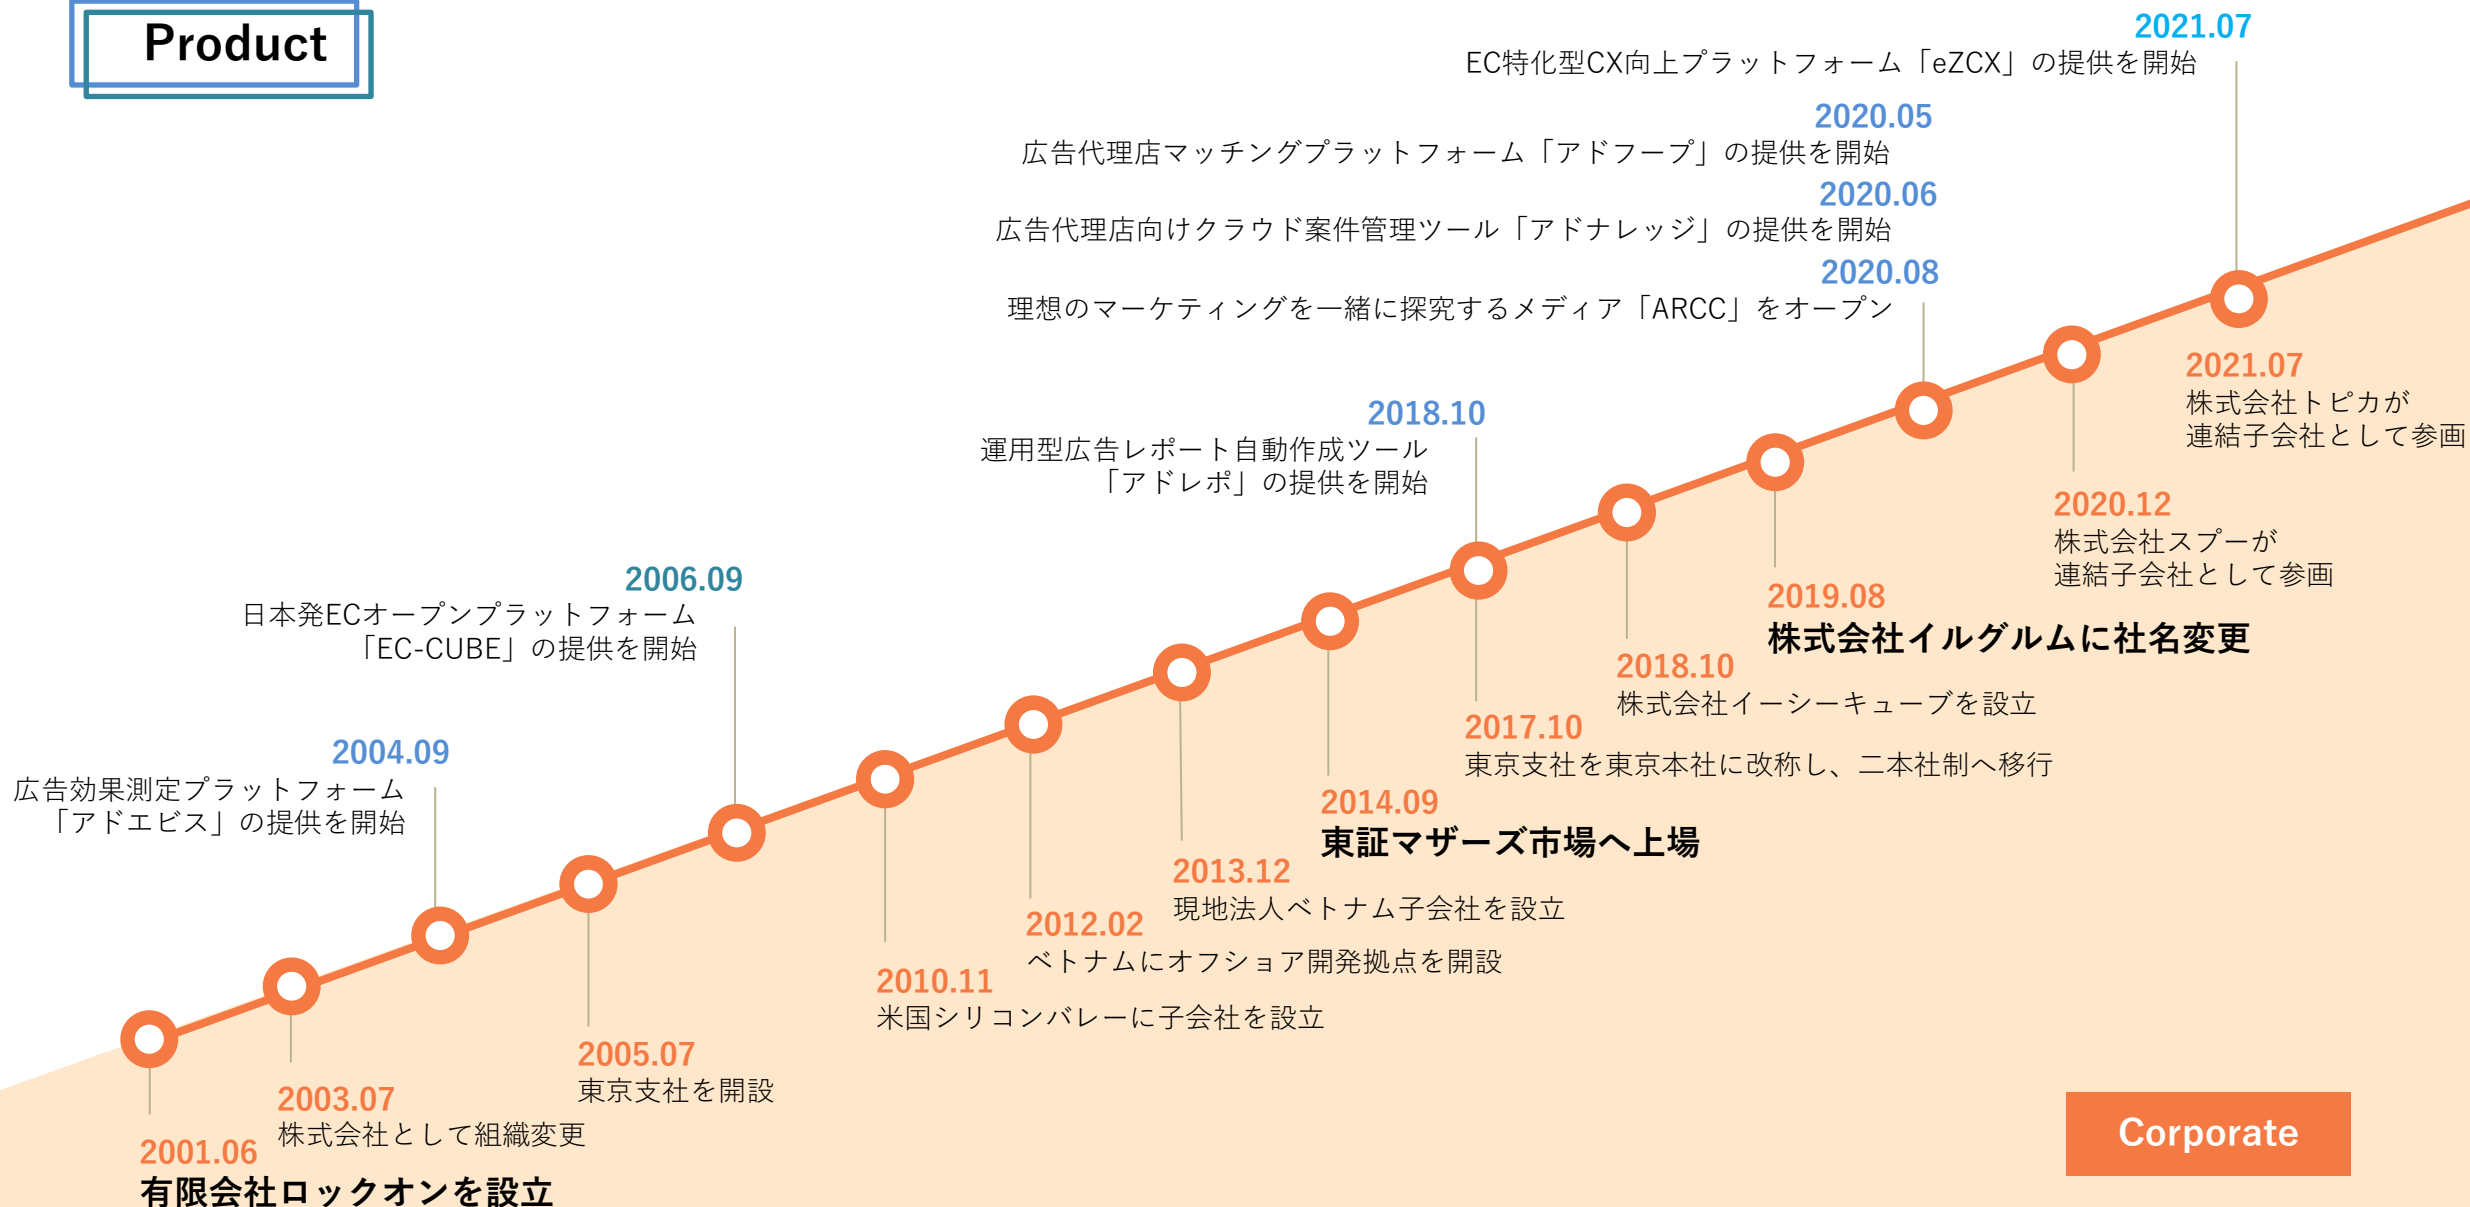 Product
2021.07
EC特化型CX向上プラットフォーム「eZCX」の提供を開始
2020.05
広告代理店マッチングプラットフォーム「アドフープ」の提供を開始
2020.06
広告代理店向けクラウド案件管理ツール「アドナレッジ」の提供を開始
2020.08
理想のマーケティングを一緒に探究するメディア「ARCC」をオープン
2018.10
運用型広告レポート自動作成ツール
「アドレポ」の提供を開始
2006.09
日本発ECオープンプラットフォーム
「EC-CUBE」の提供を開始
2004.09
広告効果測定プラットフォーム
「アドエビス」の提供を開始
2021.07
株式会社トピカが
連結子会社として参画
2020.12
株式会社スプーが
連結子会社として参画
2019.08
株式会社イルグルムに社名変更
2018.10
株式会社イーシーキューブを設立
2017.10
東京支社を東京本社に改称し、二本社制へ移行
2014.09
東証マザーズ市場へ上場
2013.12
現地法人ベトナム子会社を設立
2012.02
ベトナムにオフショア開発拠点を開設
2010.11
米国シリコンバレーに子会社を設立
2005.07
東京支社を開設
2003.07
株式会社として組織変更
2001.06
有限会社ロックオンを設立
Corporate